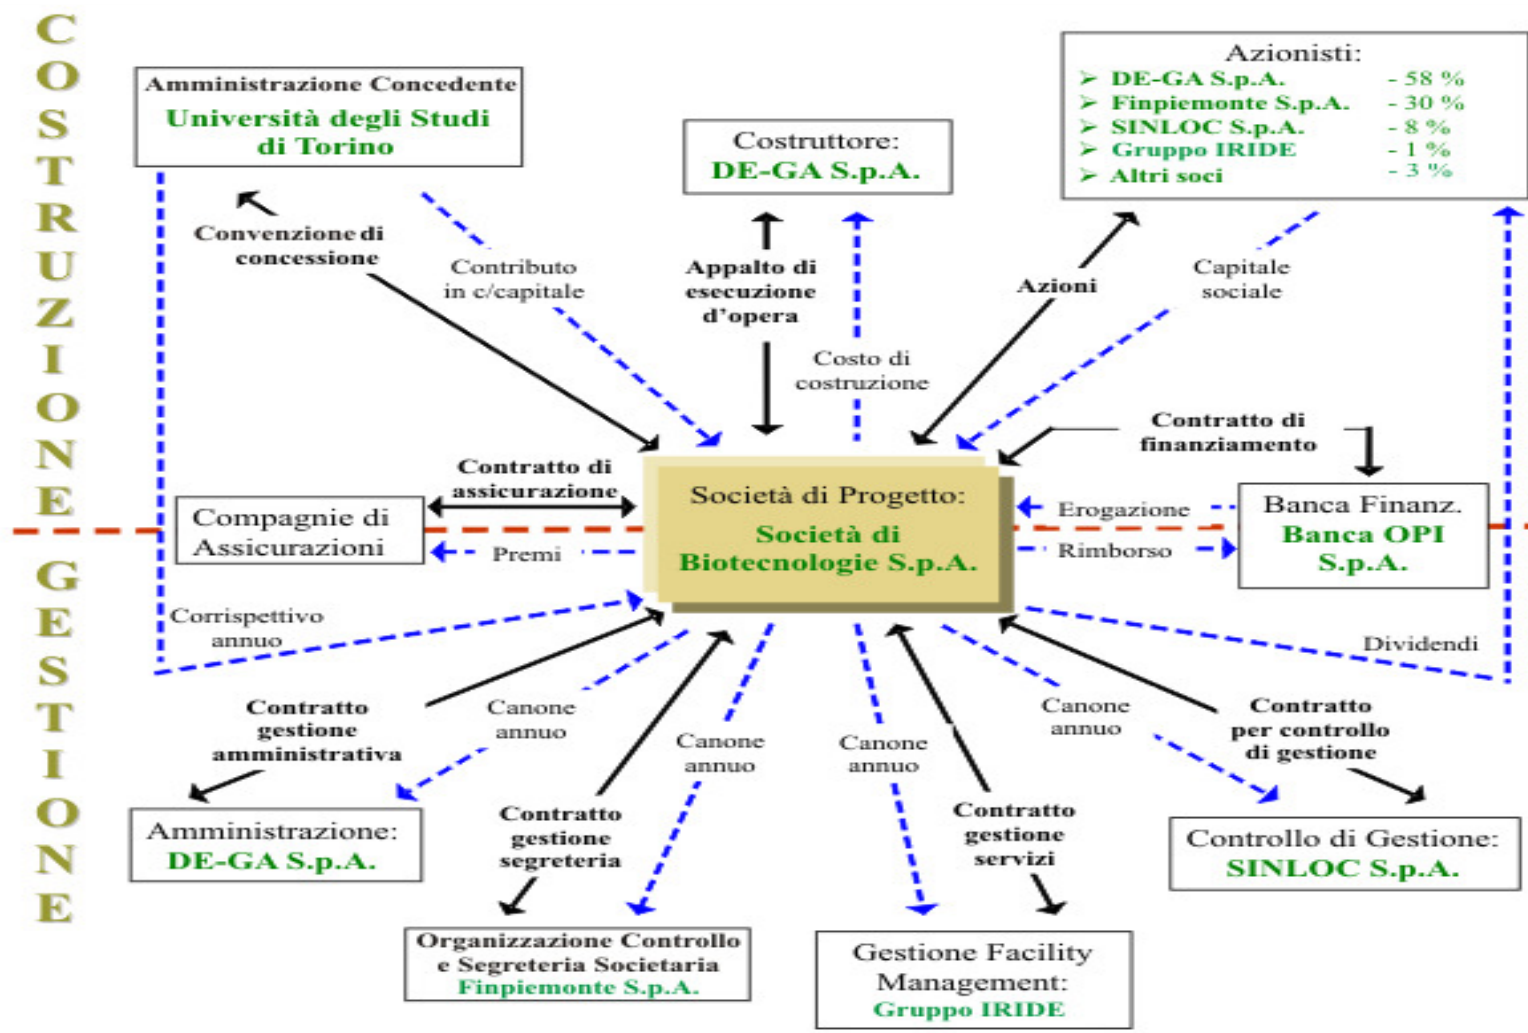 COSTRUZIONE
GESTIONE
Amministrazione Concedente
Università degli Studi
di Torino
Costruttore:
DE-GA S.p.A.
Azionisti:
➢ DE-GA S.p.A. - 58 %
➢ Finpiemonte S.p.A. - 30 %
➢ SINLOC S.p.A. - 8 %
➢ Gruppo IRIDE - 1 %
➢ Altri soci - 3 %
Convenzione di
concessione
Contributo
in c/capitale
Appalto di
esecuzione
d'opera
Costo di
costruzione
Azioni
Capitale
sociale
Contratto di
finanziamento
Contratto di
assicurazione
Compagnie di
Assicurazioni
Premi
Società di Progetto:
Società di
Biotecnologie S.p.A.
Erogazione
Rimborso
Banca Finanz.
Banca OPI
S.p.A.
Corrispettivo
annuo
Dividendi
Contratto
gestione
amministrativa
Canone
annuo
Canone
annuo
Canone
annuo
Canone
annuo
Contratto
per controllo
di gestione
Contratto
gestione
segreteria
Contratto
gestione
servizi
Amministrazione:
DE-GA S.p.A.
Controllo di Gestione:
SINLOC S.p.A.
Organizzazione Controllo
e Segreteria Societaria
Finpiemonte S.p.A.
Gestione Facility
Management:
Gruppo IRIDE